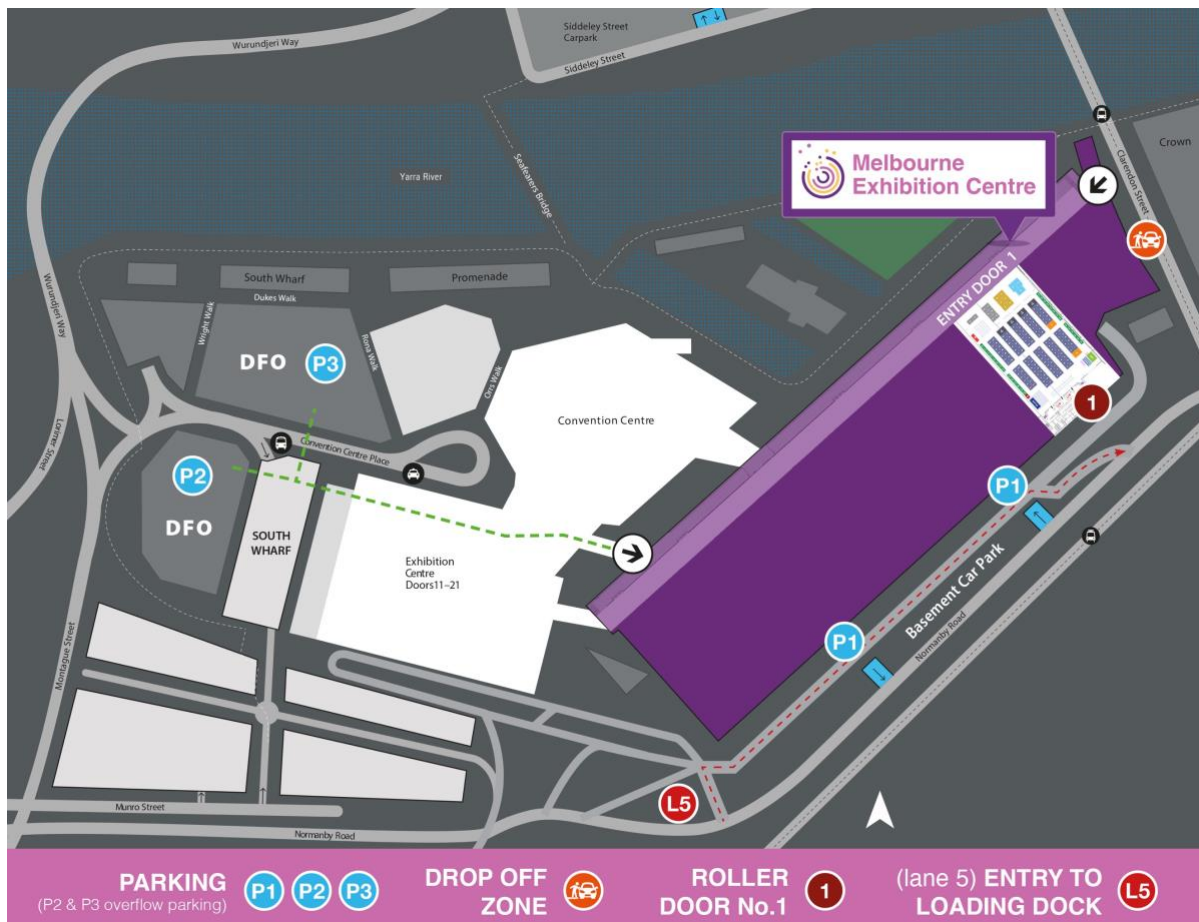 Siddeley Street
Carpark
Siddeley Street
Wurundjeri Way
Seafearers Bridge
Yarra River
Clarendon Street
Crown
Melbourne
Exhibition Centre
ENTRY DOOR 1
South Wharf
Promenade
Dukes Walk
Wright Walk
Rona Walk
Orrs Walk
Wurundjeri Way
DFO
P3
Convention Centre
1
Lorimer Street
Convention Centre Place
P2
DFO
SOUTH
WHARF
P1
Exhibition
Centre
Doors11–21
Basement Car Park
P1
Normanby Road
Montague Street
Munro Street
L5
Normanby Road
PARKING
(P2 & P3 overflow parking)
P1
P2
P3
DROP OFF
ZONE
ROLLER
DOOR No.1
1
(lane 5) ENTRY TO
LOADING DOCK
L5